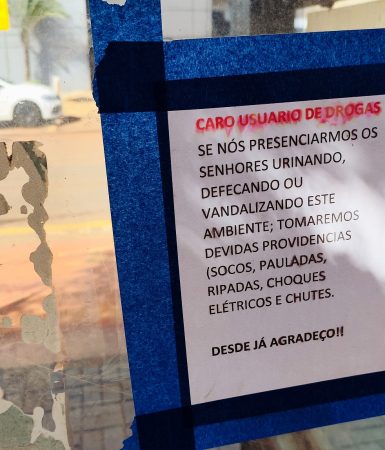 CARO USUARIO DE DROGAS
SE NÓS PRESENCIARMOS OS
SENHORES URINANDO,
DEFECANDO OU
VANDALIZANDO ESTE
AMBIENTE; TOMAREMOS
DEVIDAS PROVIDENCIAS
(SOCOS, PAULADAS,
RIPADAS, CHOQUES
ELÉTRICOS E CHUTES.
DESDE JÁ AGRADEÇO!!